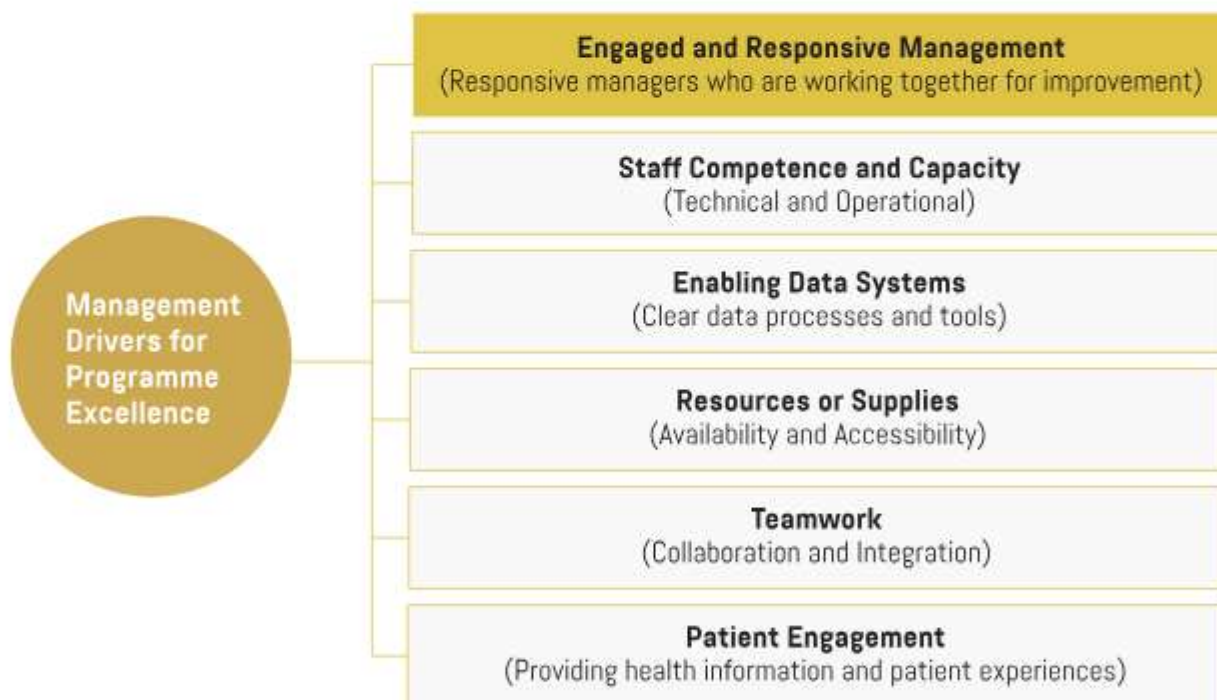 Management
Drivers for
Programme
Excellence
Engaged and Responsive Management
(Responsive managers who are working together for improvement)
Staff Competence and Capacity
(Technical and Operational)
Enabling Data Systems
(Clear data processes and tools)
Resources or Supplies
(Availability and Accessibility)
Teamwork
(Collaboration and Integration)
Patient Engagement
(Providing health information and patient experiences)